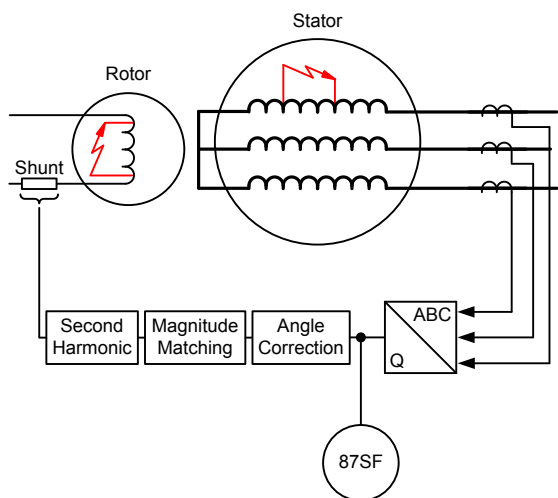 Stator
Rotor
Shunt
Second
Harmonic
Magnitude
Matching
Angle
Correction
ABC
Q
87SF